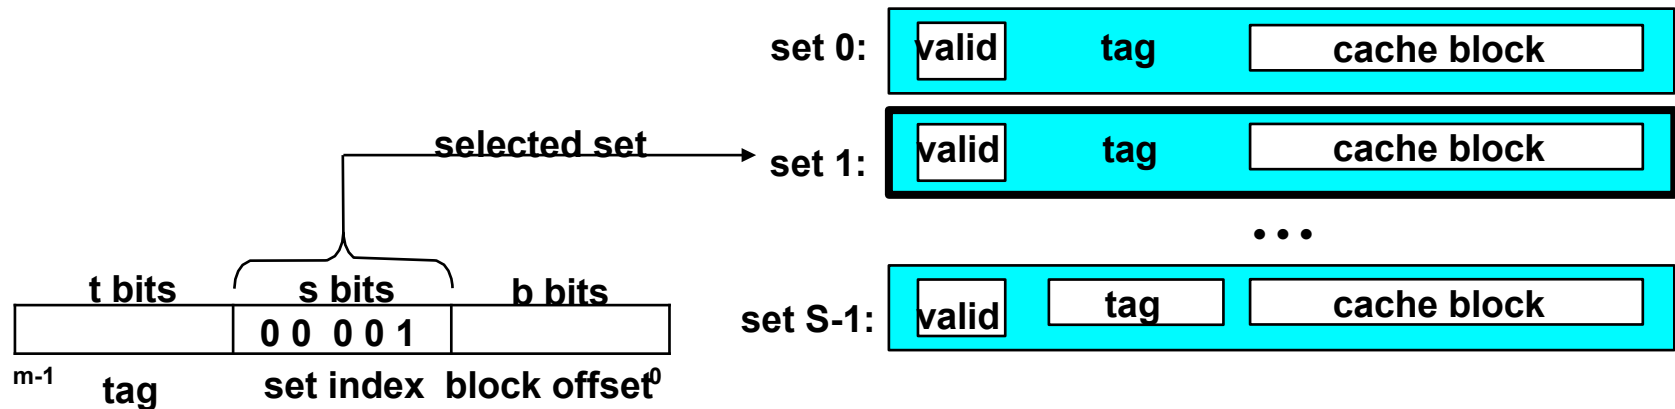 set 0: valid tag cache block
selected set
set 1: valid tag cache block
• • •
t bits s bits b bits
set S-1: valid tag cache block
0 0 0 0 1
m-1 tag set index block offset 0